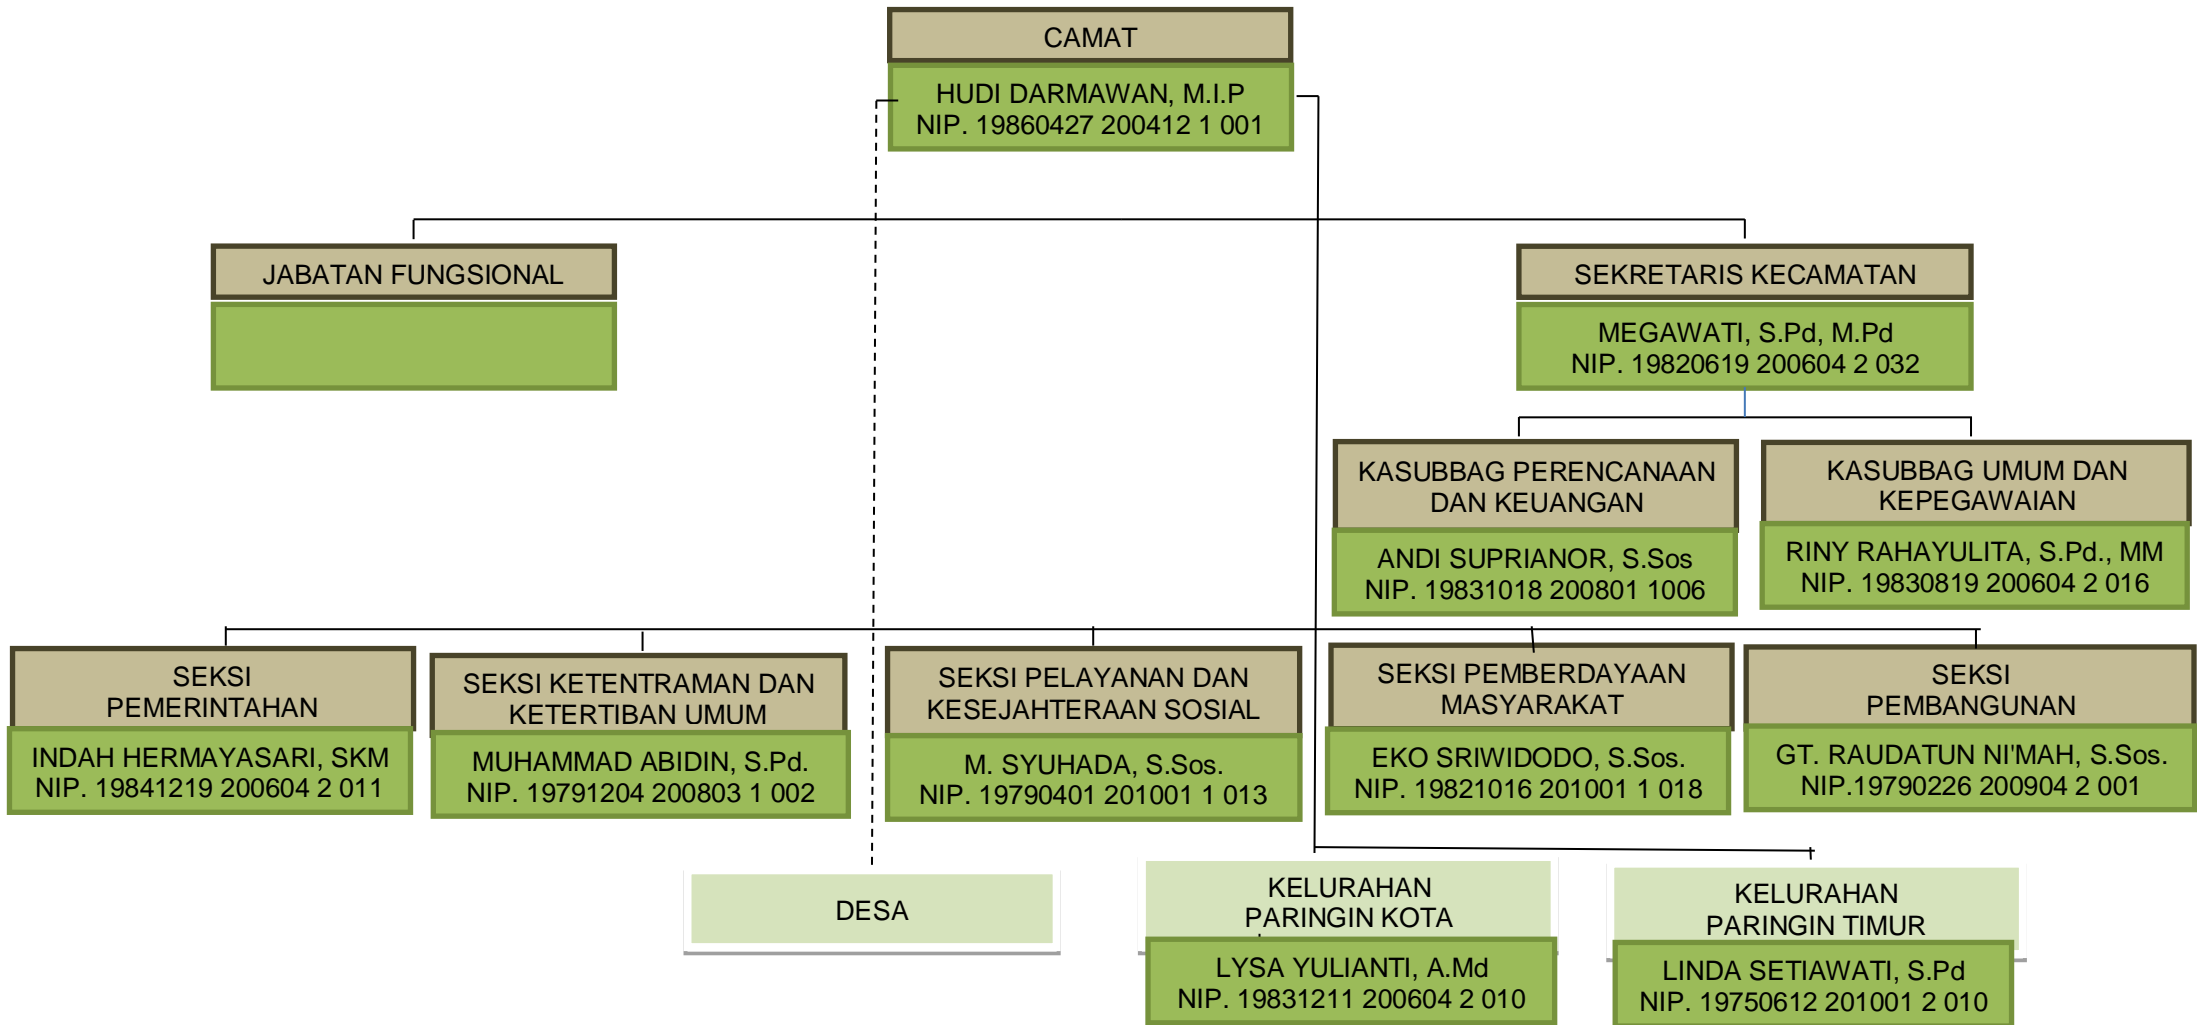 CAMAT
HUDI DARMAWAN, M.I.P
NIP. 19860427 200412 1 001
JABATAN FUNGSIONAL
SEKRETARIS KECAMATAN
MEGAWATI, S.Pd, M.Pd
NIP. 19820619 200604 2 032
KASUBBAG PERENCANAAN
DAN KEUANGAN
ANDI SUPRIANOR, S.Sos
NIP. 19831018 200801 1006
KASUBBAG UMUM DAN
KEPEGAWAIAN
RINY RAHAYULITA, S.Pd., MM
NIP. 19830819 200604 2 016
SEKSI
PEMERINTAHAN
INDAH HERMAYASARI, SKM
NIP. 19841219 200604 2 011
SEKSI KETENTRAMAN DAN
KETERTIBAN UMUM
MUHAMMAD ABIDIN, S.Pd.
NIP. 19791204 200803 1 002
SEKSI PELAYANAN DAN
KESEJAHTERAAN SOSIAL
M. SYUHADA, S.Sos.
NIP. 19790401 201001 1 013
SEKSI PEMBERDAYAAN
MASYARAKAT
EKO SRIWIDODO, S.Sos.
NIP. 19821016 201001 1 018
SEKSI
PEMBANGUNAN
GT. RAUDATUN NI'MAH, S.Sos.
NIP.19790226 200904 2 001
DESA
KELURAHAN
PARINGIN KOTA
LYSA YULIANTI, A.Md
NIP. 19831211 200604 2 010
KELURAHAN
PARINGIN TIMUR
LINDA SETIAWATI, S.Pd
NIP. 19750612 201001 2 010